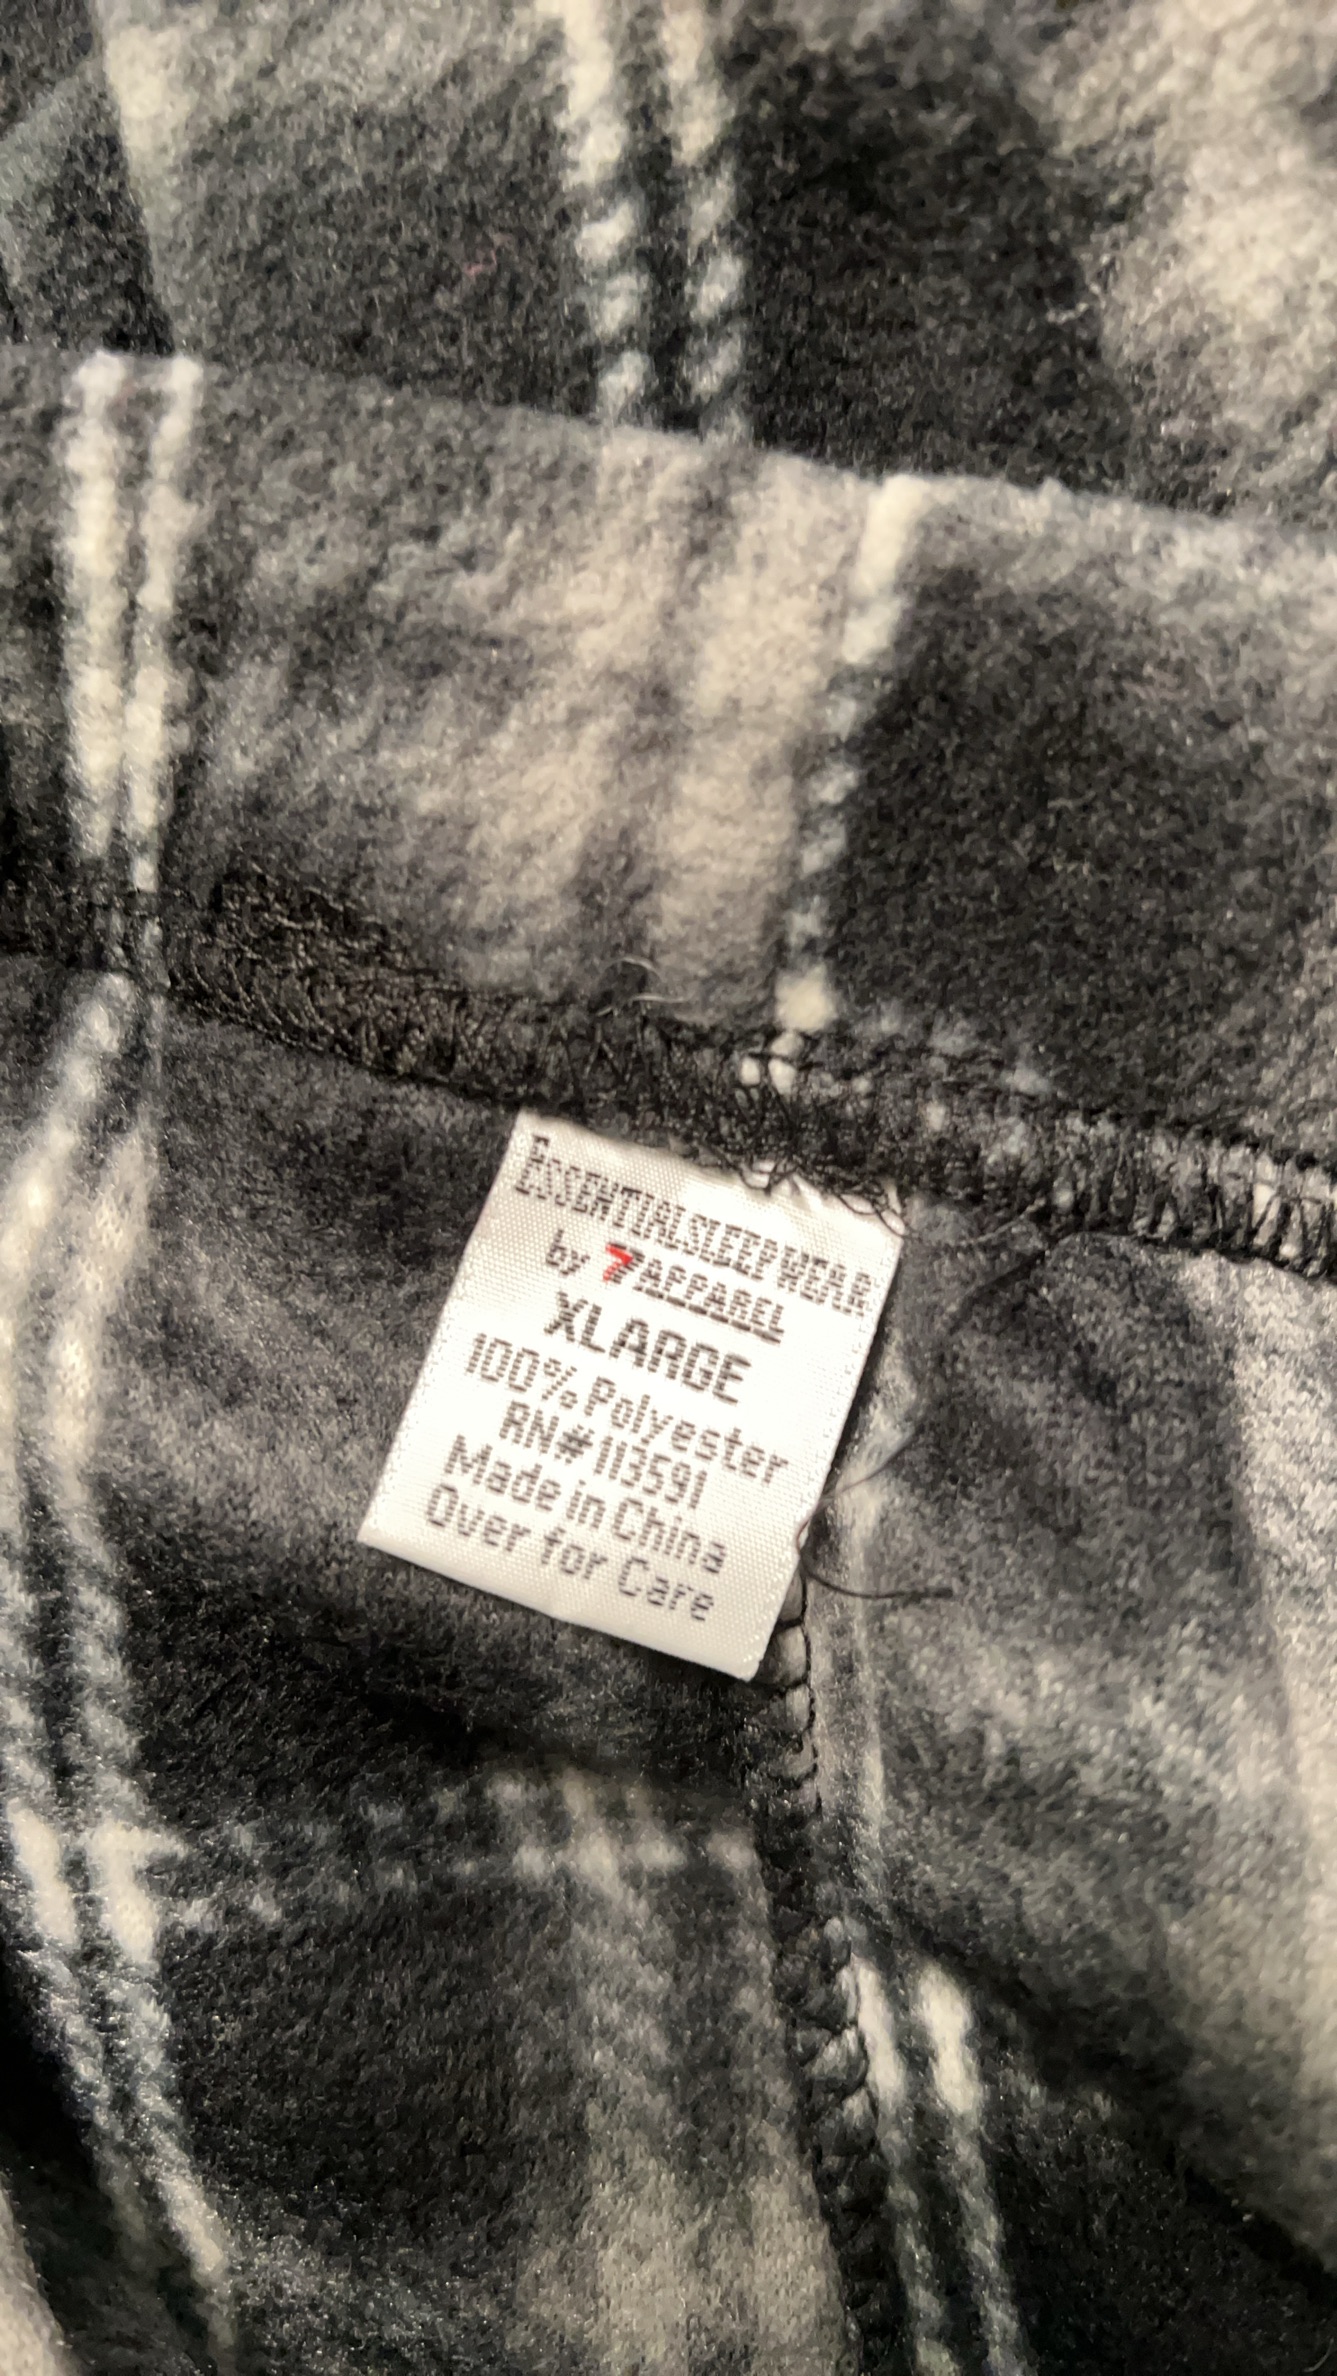 ESSENTIALSLEEPWEAR
by 7APPAREL
XLARGE
100% Polyester
RN#113591
Made in China
Over for Care